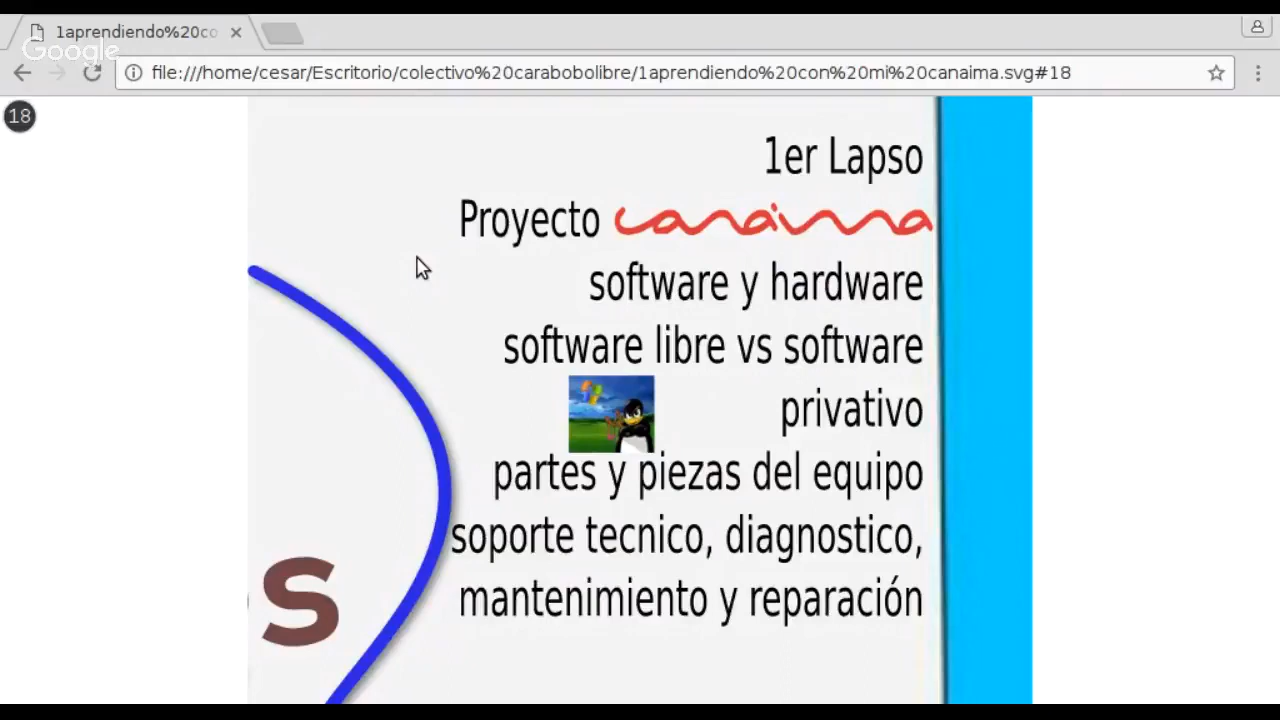 1aprendiendo%20co
Google
file:///home/cesar/Escritorio/colectivo%20carabobolibre/1aprendiendo%20con%20mi%20canaima.svg#18
18
1er Lapso
Proyecto canaima
software y hardware
software libre vs software
privativo
partes y piezas del equipo
soporte tecnico, diagnostico,
mantenimiento y reparación
s